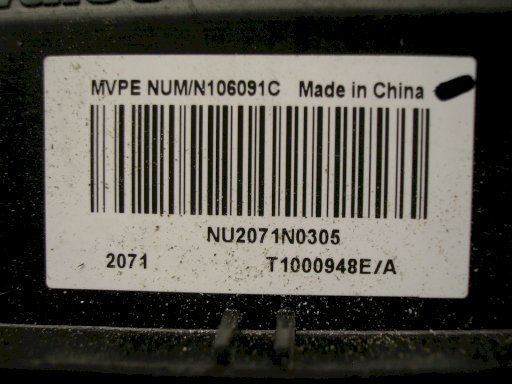 MVPE NUM/N106091C Made in China
NU2071N0305
2071 T1000948E/A